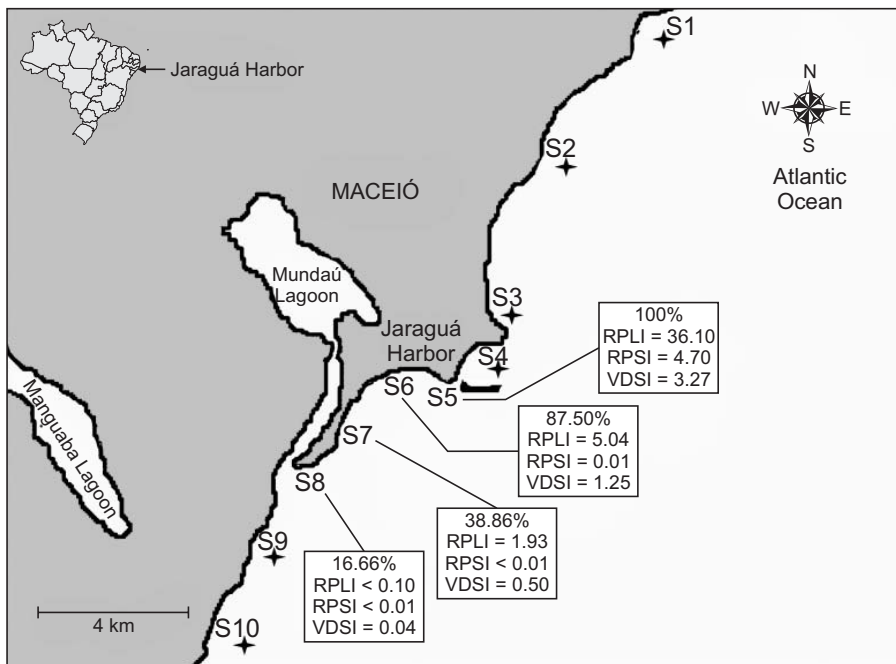 Jaraguá Harbor
S1
N
W
E
S
S2
Atlantic
Ocean
MACEIÓ
Mundaú
Lagoon
S3
Jaraguá
Harbor
S4
100%
RPLI = 36.10
RPSI = 4.70
VDSI = 3.27
S6
S5
87.50%
RPLI = 5.04
RPSI = 0.01
VDSI = 1.25
Manguaba Lagoon
S7
S8
38.86%
RPLI = 1.93
RPSI < 0.01
VDSI = 0.50
S9
16.66%
RPLI < 0.10
RPSI < 0.01
VDSI = 0.04
4 km
S10